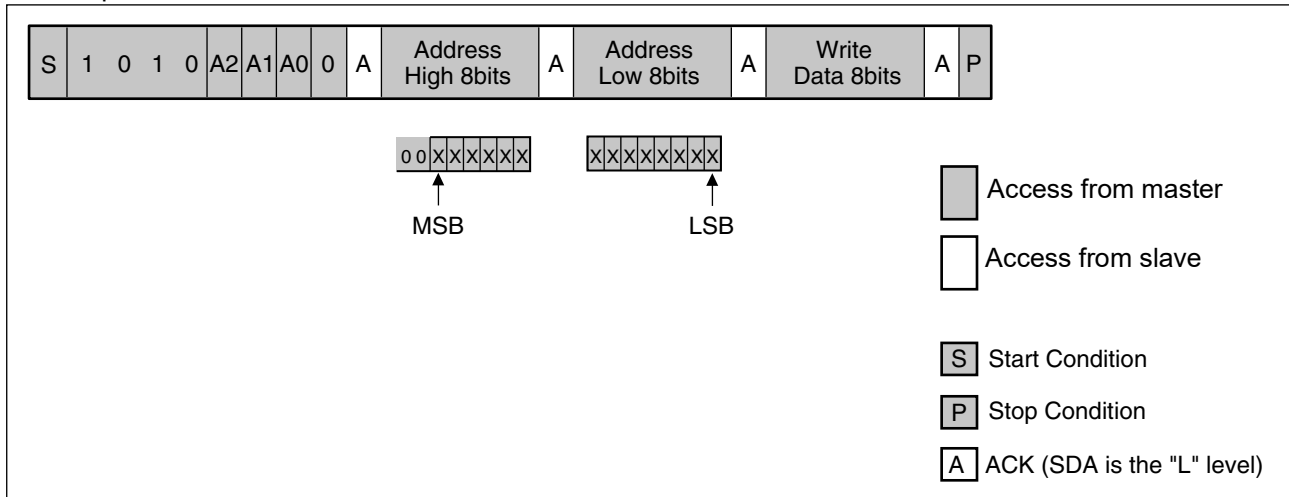 S 1 0 1 0 A2 A1 A0 0 A Address High 8bits A Address Low 8bits A Write Data 8bits A P
0 0 X X X X X X X X X X X X X X
MSB LSB
Access from master
Access from slave
S Start Condition
P Stop Condition
A ACK (SDA is the "L" level)